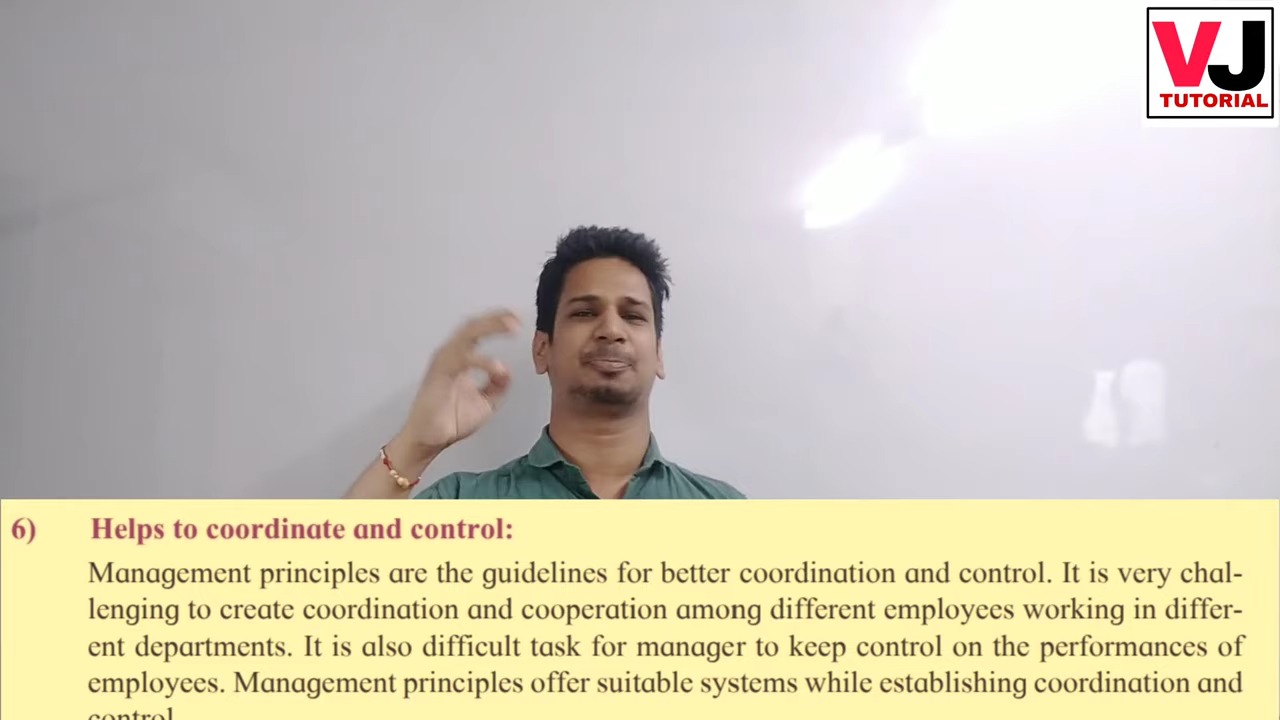 VJ
TUTORIAL
6) Helps to coordinate and control:
Management principles are the guidelines for better coordination and control. It is very chal-
lenging to create coordination and cooperation among different employees working in differ-
ent departments. It is also difficult task for manager to keep control on the performances of
employees. Management principles offer suitable systems while establishing coordination and
control.